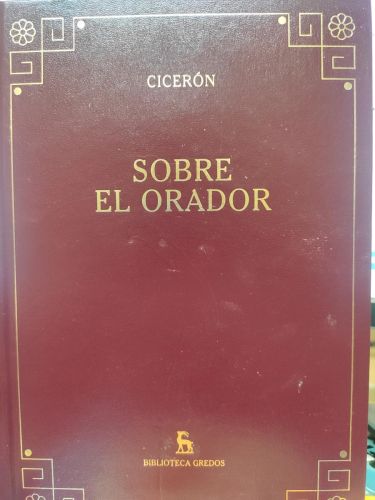 CICERÓN
SOBRE
EL ORADOR
BIBLIOTECA GREDOS